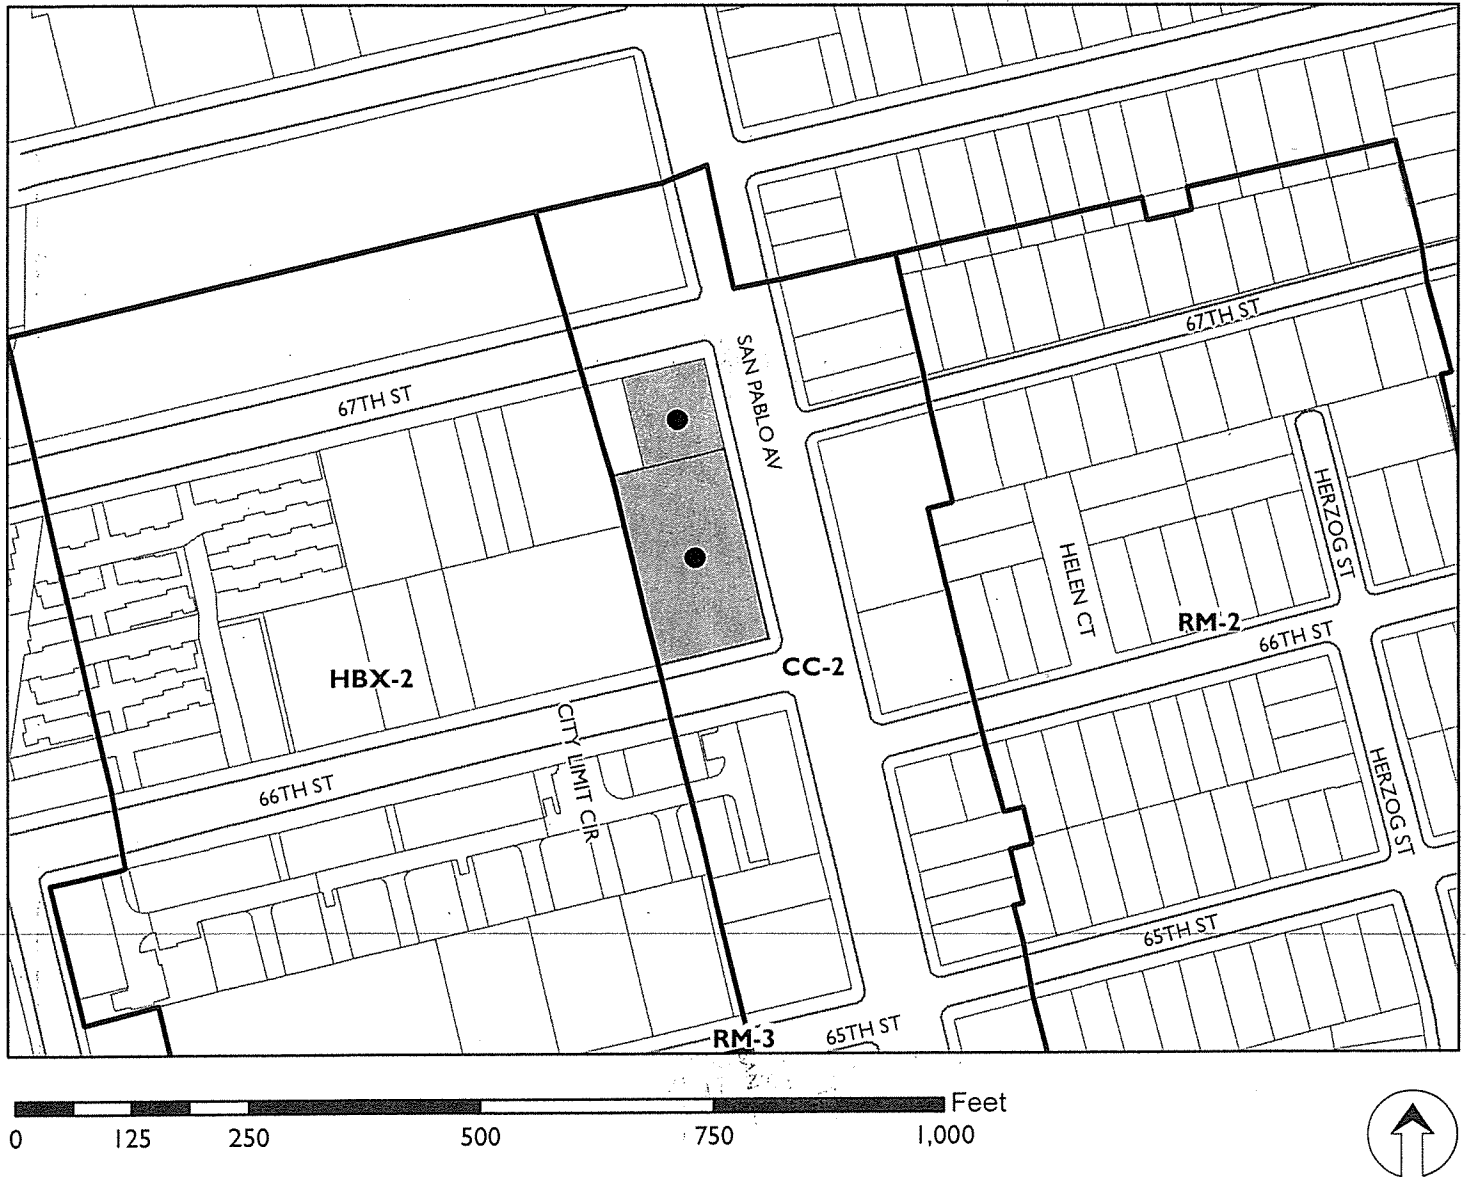 67TH ST
SAN PABLO AV
67TH ST
HERZOG ST
HELEN CT
RM-2
66TH ST
HBX-2
CC-2
CITY LIMIT CIR
66TH ST
HERZOG ST
65TH ST
RM-3
65TH ST
Feet
0 125 250 500 750 1,000